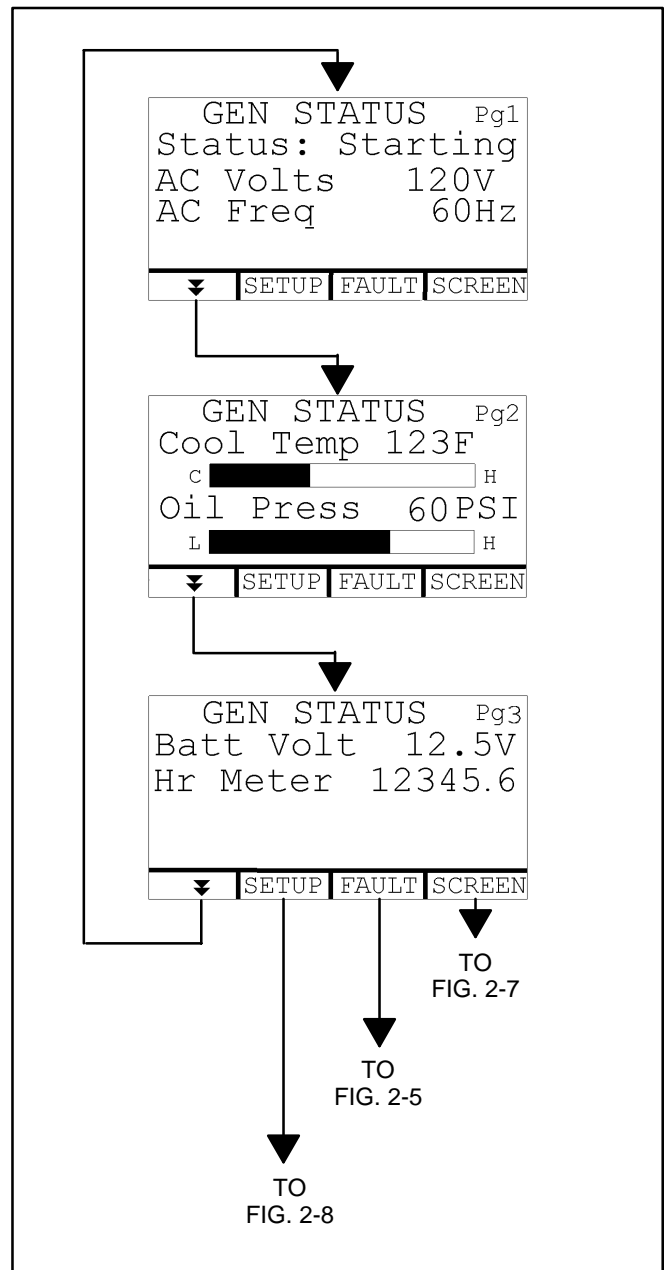 GEN STATUS Pg1
Status: Starting
AC Volts 120V
AC Freq 60Hz
SETUP FAULT SCREEN
GEN STATUS Pg2
Cool Temp 123F
C H
Oil Press 60PSI
L H
SETUP FAULT SCREEN
GEN STATUS Pg3
Batt Volt 12.5V
Hr Meter 12345.6
SETUP FAULT SCREEN
TO
FIG. 2-7
TO
FIG. 2-5
TO
FIG. 2-8